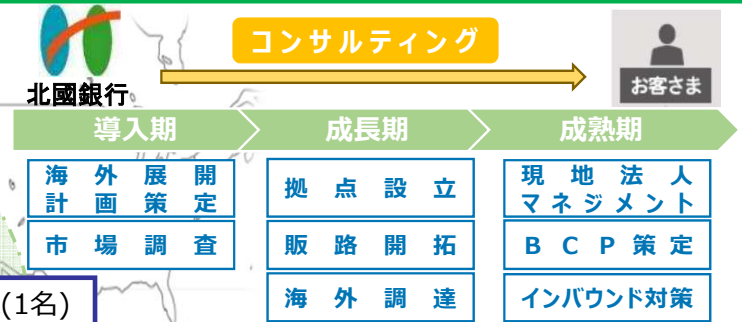 コンサルティング
北國銀行
お客さま
導入期
成長期
成熟期
海外展開
計画策定
市場調査
拠点設立
販路開拓
海外調達
現地法人
マネジメント
BCP策定
インバウンド対策
(1名)